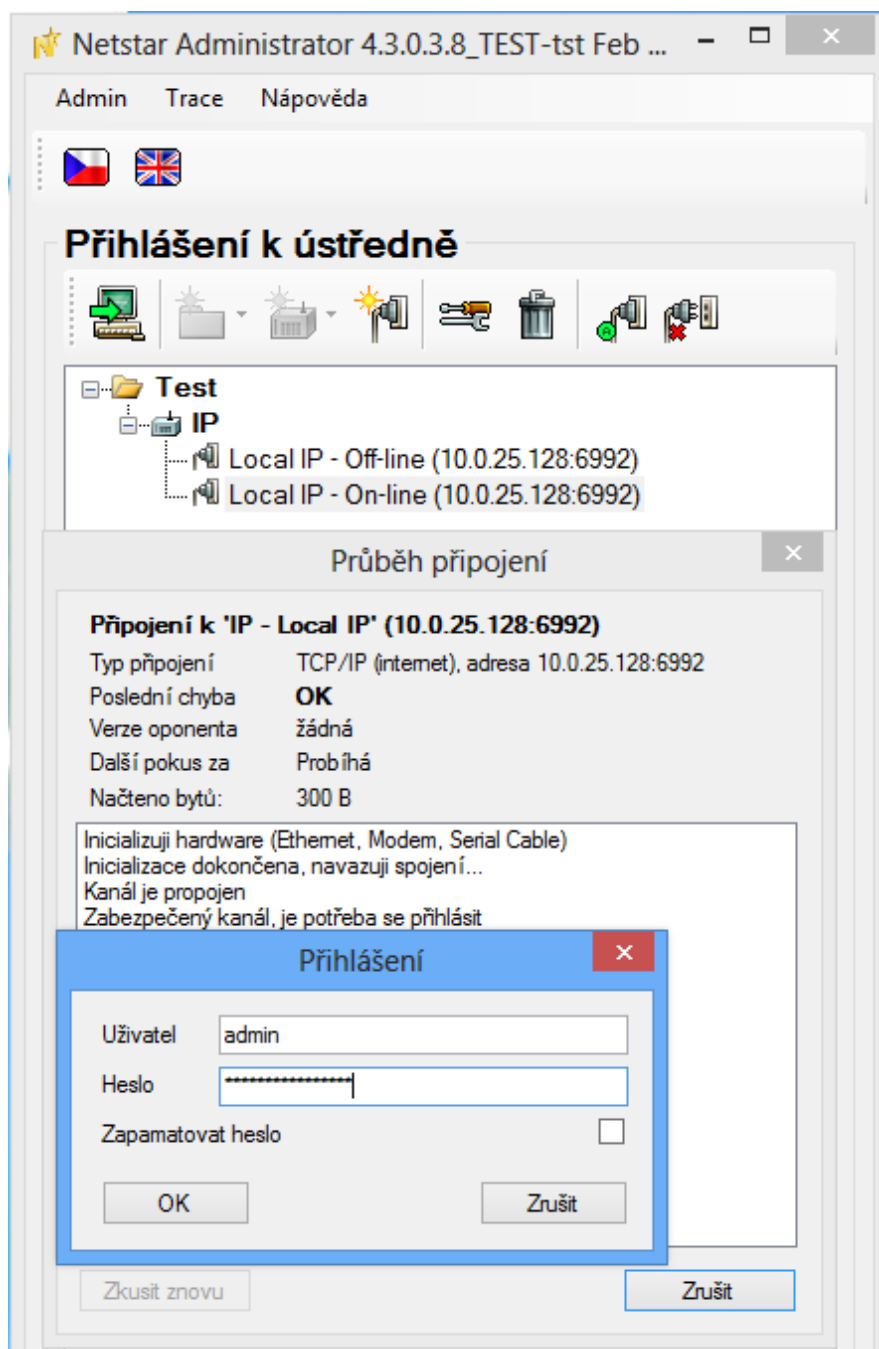 Netstar Administrator 4.3.0.3.8_TEST-tst Feb ...
Admin Trace Nápověda
Přihlášení k ústředně
Test
IP
Local IP - Off-line (10.0.25.128:6992)
Local IP - On-line (10.0.25.128:6992)
Průběh připojení
Připojení k 'IP - Local IP' (10.0.25.128:6992)
Typ připojení TCP/IP (internet), adresa 10.0.25.128:6992
Poslední chyba OK
Verze oponenta žádná
Další pokus za Probíhá
Načteno bytů: 300 B
Inicializuji hardware (Ethernet, Modem, Serial Cable)
Inicializace dokončena, navazuji spojení...
Kanál je propojen
Zabezpečený kanál, je potřeba se přihlásit
Přihlášení
Uživatel admin
Heslo ****************
Zapamatovat heslo
OK Zrušit
Zkusit znovu Zrušit